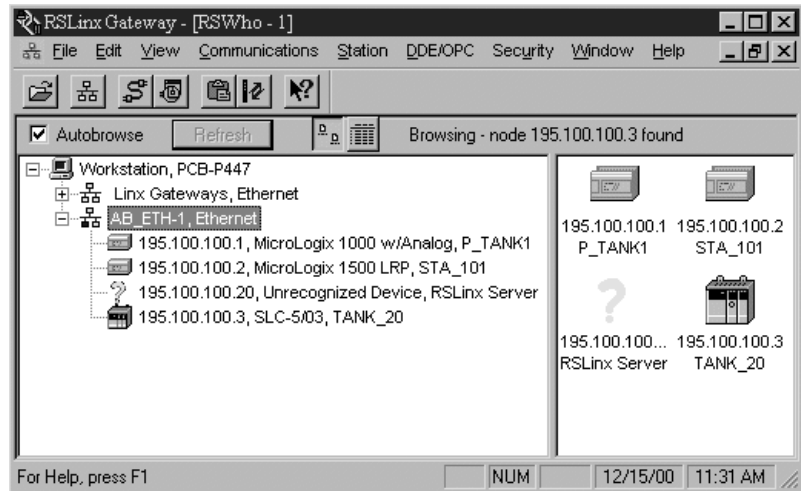 RSLinx Gateway - [RSWho - 1]
File Edit View Communications Station DDE/OPC Security Window Help
Autobrowse Refresh Browsing - node 195.100.100.3 found
Workstation, PCB-P447
Linx Gateways, Ethernet
AB_ETH-1, Ethernet
195.100.100.1, MicroLogix 1000 w/Analog, P_TANK1
195.100.100.2, MicroLogix 1500 LRP, STA_101
195.100.100.20, Unrecognized Device, RSLinx Server
195.100.100.3, SLC-5/03, TANK_20
195.100.100.1 195.100.100.2
P_TANK1 STA_101
195.100.100... 195.100.100.3
RSLinx Server TANK_20
For Help, press F1 NUM 12/15/00 11:31 AM